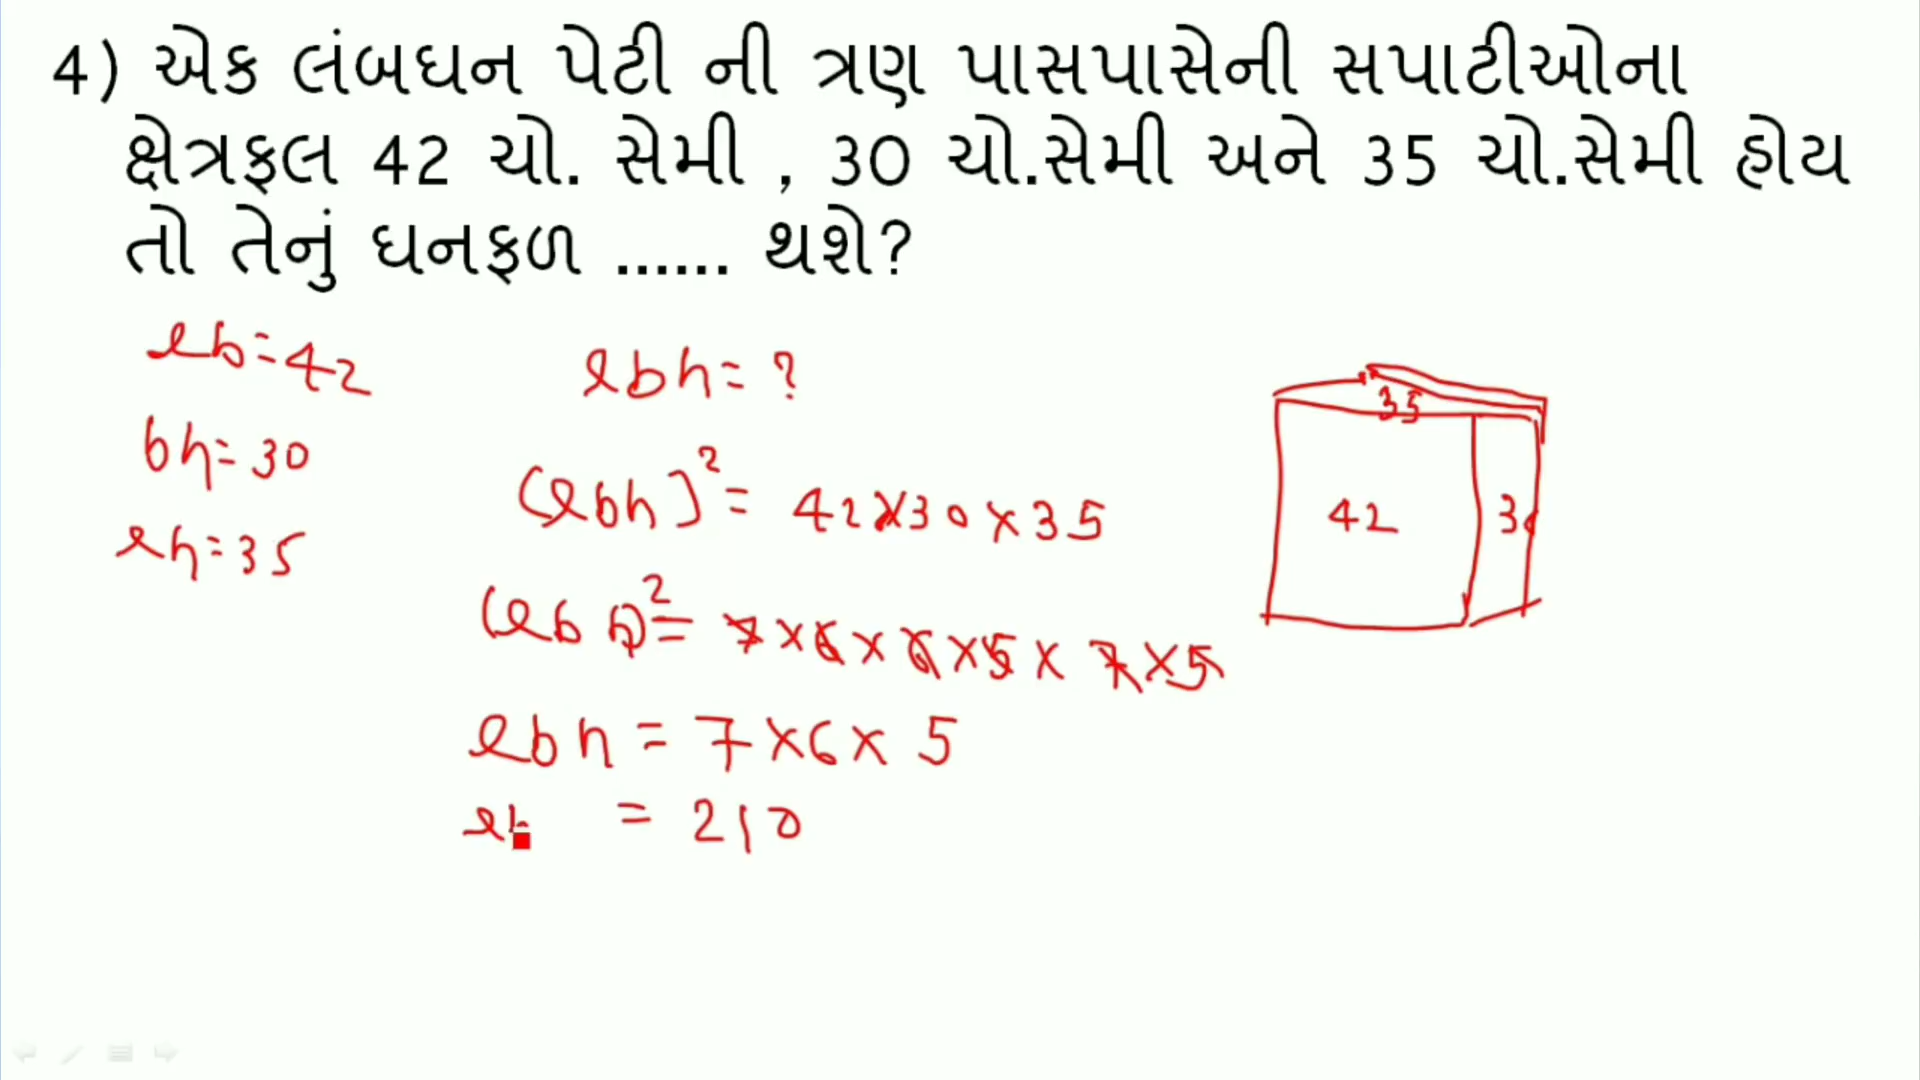 4) એક લંબઘન પેટી ની ત્રણ પાસપાસેની સપાટીઓના
ક્ષેત્રફલ 42 ચો. સેમી , 30 ચો.સેમી અને 35 ચો.સેમી હોય
તો તેનું ઘનફળ ...... થશે?
lb=42
bh=30
lh=35
lbh=?
(lbh)²= 42×30×35
(lbh)²= 7×6×6×5×7×5
lbh = 7×6×5
lb = 210
35
42
30